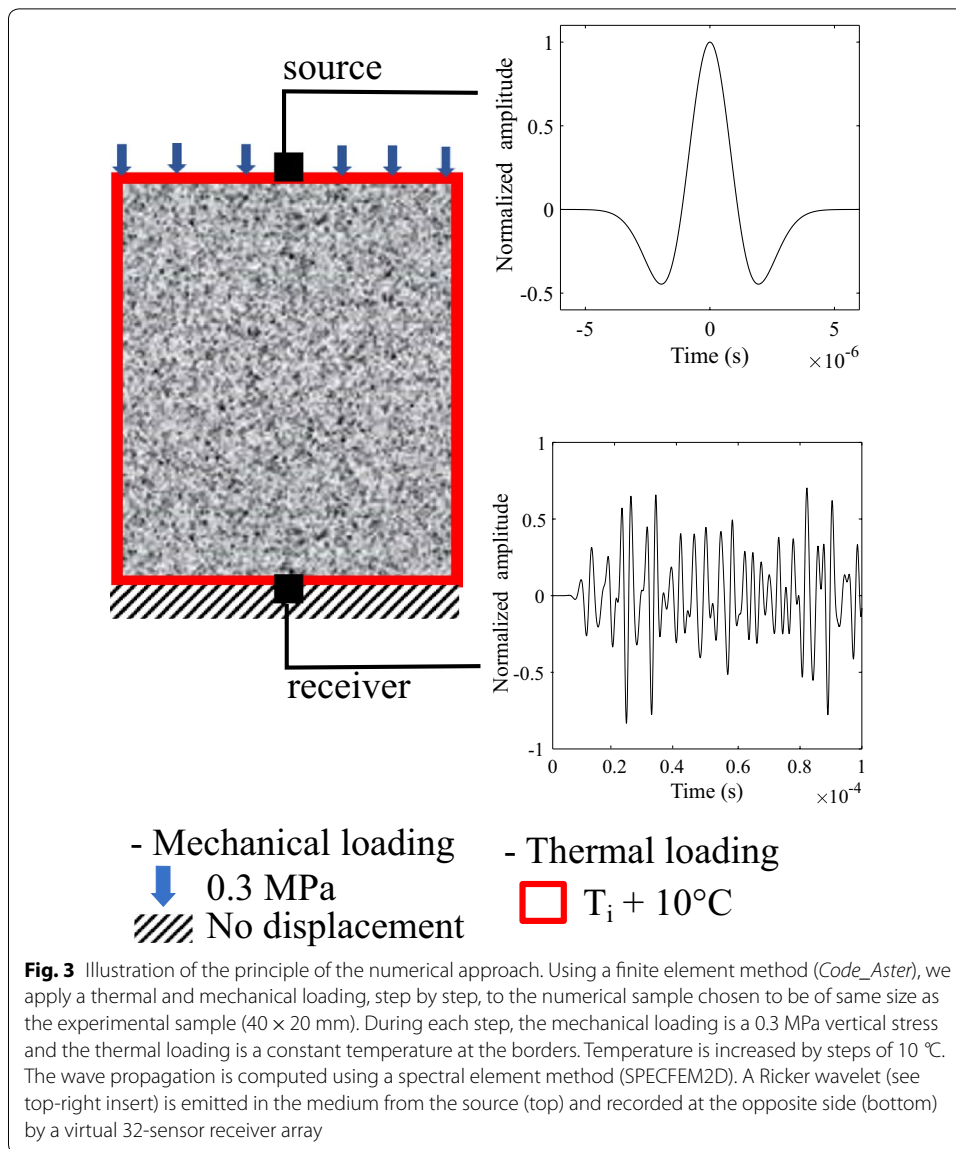 source
1
0.5
0
-0.5
Normalized amplitude
-5
0
5
Time (s)
×10⁻⁶
receiver
1
0.5
0
-0.5
-1
Normalized amplitude
0
0.2
0.4
0.6
0.8
1
Time (s)
×10⁻⁴
- Mechanical loading
0.3 MPa
No displacement
- Thermal loading
Tᵢ + 10°C
Fig. 3 Illustration of the principle of the numerical approach. Using a finite element method (Code_Aster), we
apply a thermal and mechanical loading, step by step, to the numerical sample chosen to be of same size as
the experimental sample (40 × 20 mm). During each step, the mechanical loading is a 0.3 MPa vertical stress
and the thermal loading is a constant temperature at the borders. Temperature is increased by steps of 10 ℃.
The wave propagation is computed using a spectral element method (SPECFEM2D). A Ricker wavelet (see
top-right insert) is emitted in the medium from the source (top) and recorded at the opposite side (bottom)
by a virtual 32-sensor receiver array